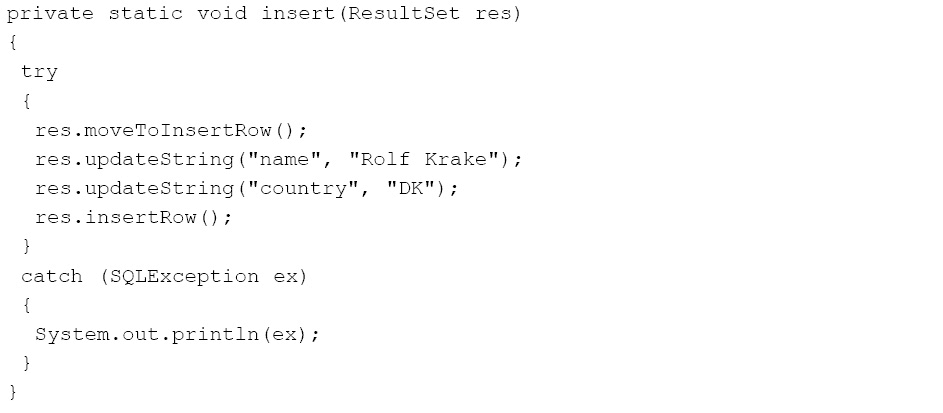 private static void insert(ResultSet res)
{
try
{
res.moveToInsertRow();
res.updateString("name", "Rolf Krake");
res.updateString("country", "DK");
res.insertRow();
}
catch (SQLException ex)
{
System.out.println(ex);
}
}